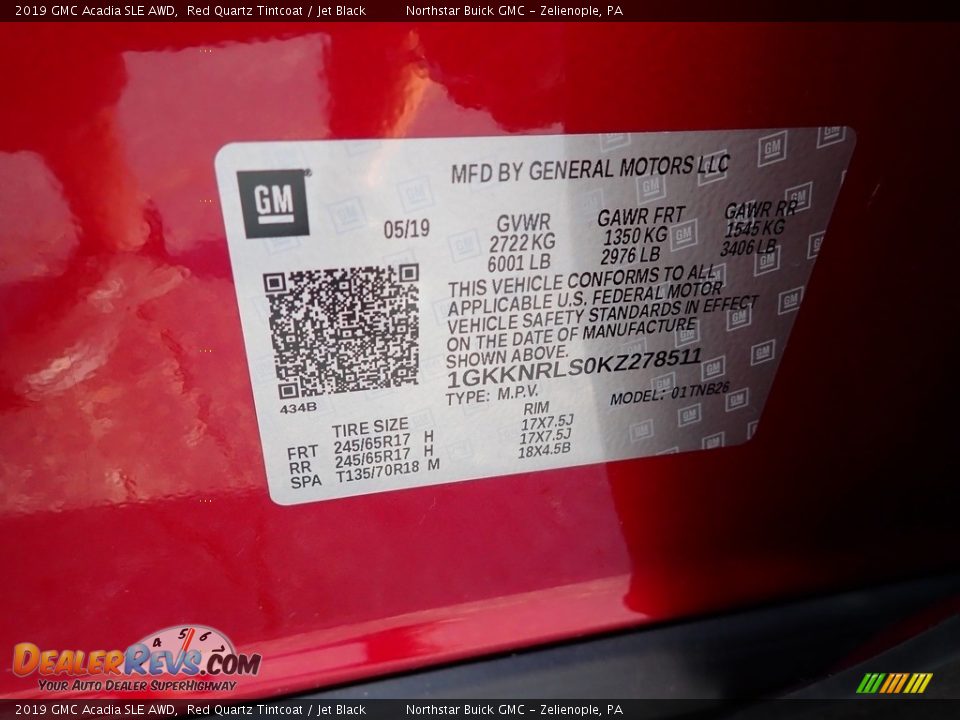 2019 GMC Acadia SLE AWD, Red Quartz Tintcoat / Jet Black Northstar Buick GMC - Zelienople, PA
GM
MFD BY GENERAL MOTORS LLC
05/19
GVWR GAWR FRT GAWR RR
2722 KG 1350 KG 1545 KG
6001 LB 2976 LB 3406 LB
THIS VEHICLE CONFORMS TO ALL
APPLICABLE U.S. FEDERAL MOTOR
VEHICLE SAFETY STANDARDS IN EFFECT
ON THE DATE OF MANUFACTURE
SHOWN ABOVE.
1GKKNRLS0KZ278511
TYPE: M.P.V. MODEL: 01TNB26
434B
TIRE SIZE RIM
FRT 245/65R17 H 17X7.5J
RR 245/65R17 H 17X7.5J
SPA T135/70R18 M 18X4.5B
4 5 6
DEALERREVS.COM
YOUR AUTO DEALER SUPERHIGHWAY
2019 GMC Acadia SLE AWD, Red Quartz Tintcoat / Jet Black Northstar Buick GMC - Zelienople, PA